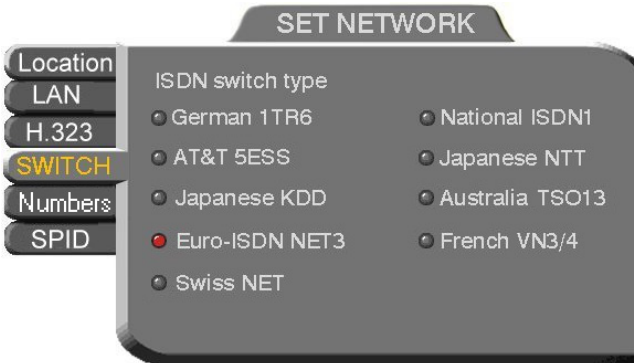 SET NETWORK
Location
LAN
H.323
SWITCH
Numbers
SPID
ISDN switch type
German 1TR6
AT&T 5ESS
Japanese KDD
Euro-ISDN NET3
Swiss NET
National ISDN1
Japanese NTT
Australia TSO13
French VN3/4